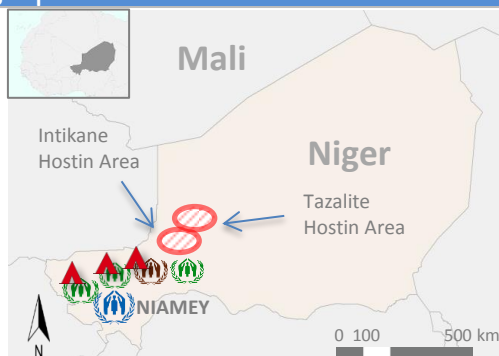 Mali
Intikane
Hostin Area
Niger
Tazalite
Hostin Area
NIAMEY
N
0 100 500 km